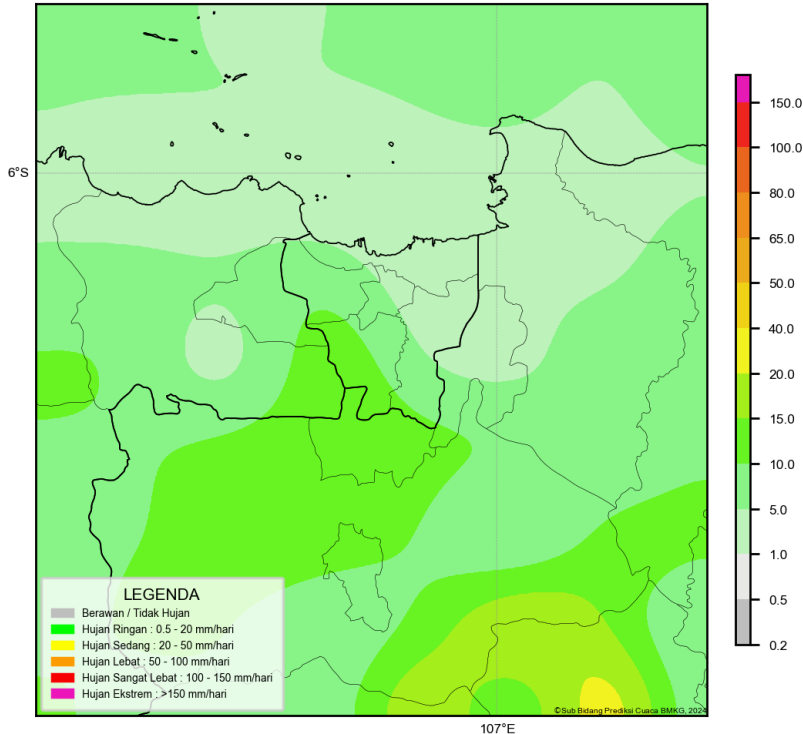 6°S
107°E
LEGENDA
Berawan / Tidak Hujan
Hujan Ringan : 0.5 - 20 mm/hari
Hujan Sedang : 20 - 50 mm/hari
Hujan Lebat : 50 - 100 mm/hari
Hujan Sangat Lebat : 100 - 150 mm/hari
Hujan Ekstrem : >150 mm/hari
©Sub Bidang Prediksi Cuaca BMKG, 2024
150.0
100.0
80.0
65.0
50.0
40.0
20.0
15.0
10.0
5.0
1.0
0.5
0.2